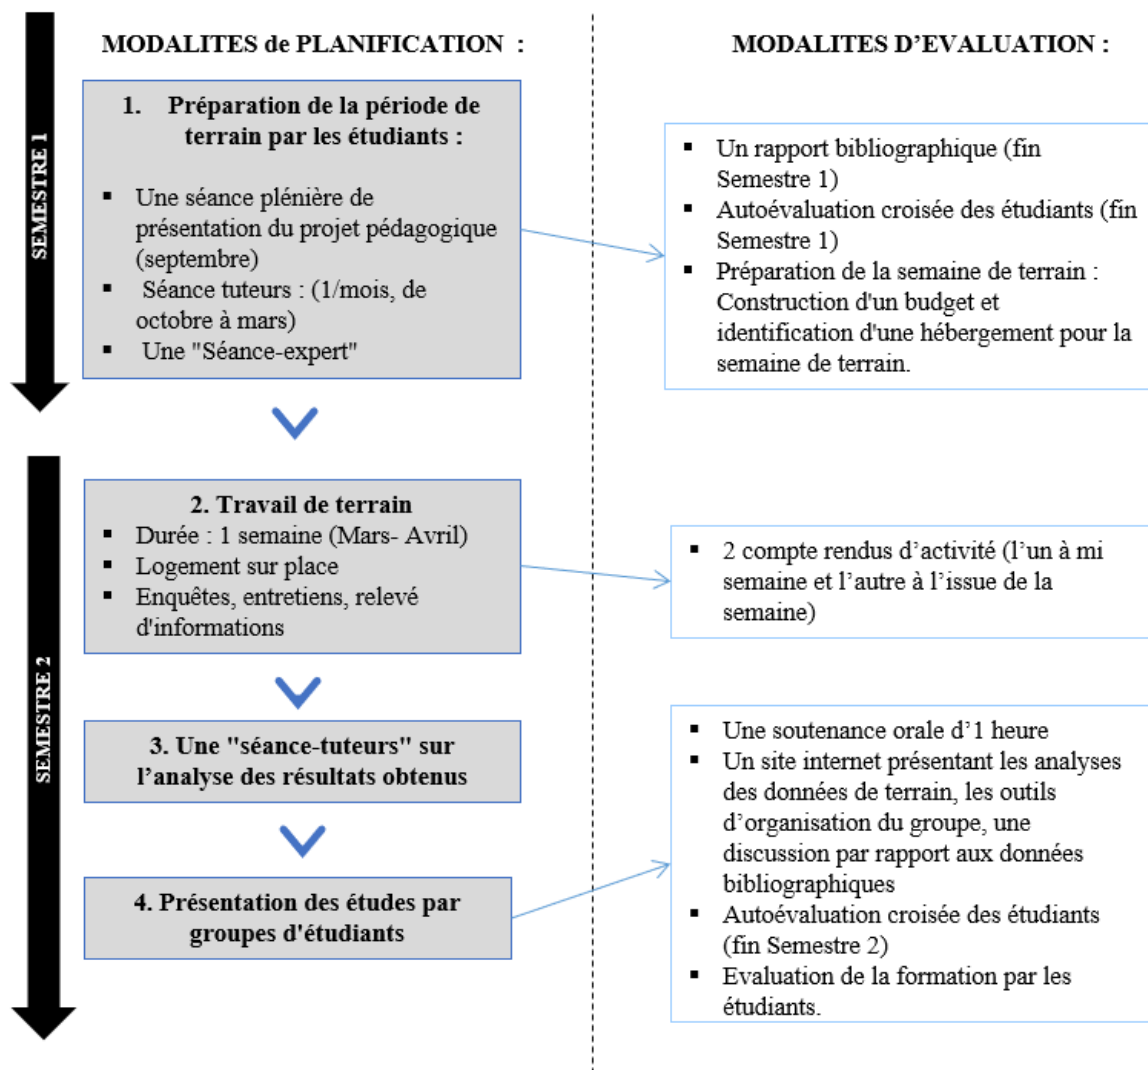 MODALITES de PLANIFICATION :
SEMESTRE 1
1. Préparation de la période de
terrain par les étudiants :
▪ Une séance plénière de
présentation du projet pédagogique
(septembre)
▪ Séance tuteurs : (1/mois, de
octobre à mars)
▪ Une "Séance-expert"
SEMESTRE 2
2. Travail de terrain
▪ Durée : 1 semaine (Mars- Avril)
▪ Logement sur place
▪ Enquêtes, entretiens, relevé
d'informations
3. Une "séance-tuteurs" sur
l’analyse des résultats obtenus
4. Présentation des études par
groupes d'étudiants
MODALITES D’EVALUATION :
▪ Un rapport bibliographique (fin
Semestre 1)
▪ Autoévaluation croisée des étudiants (fin
Semestre 1)
▪ Préparation de la semaine de terrain :
Construction d'un budget et
identification d'une hébergement pour la
semaine de terrain.
▪ 2 compte rendus d’activité (l’un à mi
semaine et l’autre à l’issue de la
semaine)
▪ Une soutenance orale d’1 heure
▪ Un site internet présentant les analyses
des données de terrain, les outils
d’organisation du groupe, une
discussion par rapport aux données
bibliographiques
▪ Autoévaluation croisée des étudiants
(fin Semestre 2)
▪ Evaluation de la formation par les
étudiants.